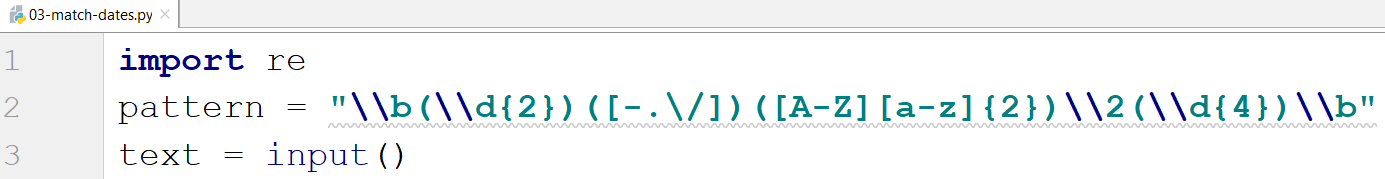 03-match-dates.py
1 import re
2 pattern = "\\b(\\d{2})([-.\/])([A-Z][a-z]{2})\\2(\\d{4})\\b"
3 text = input()